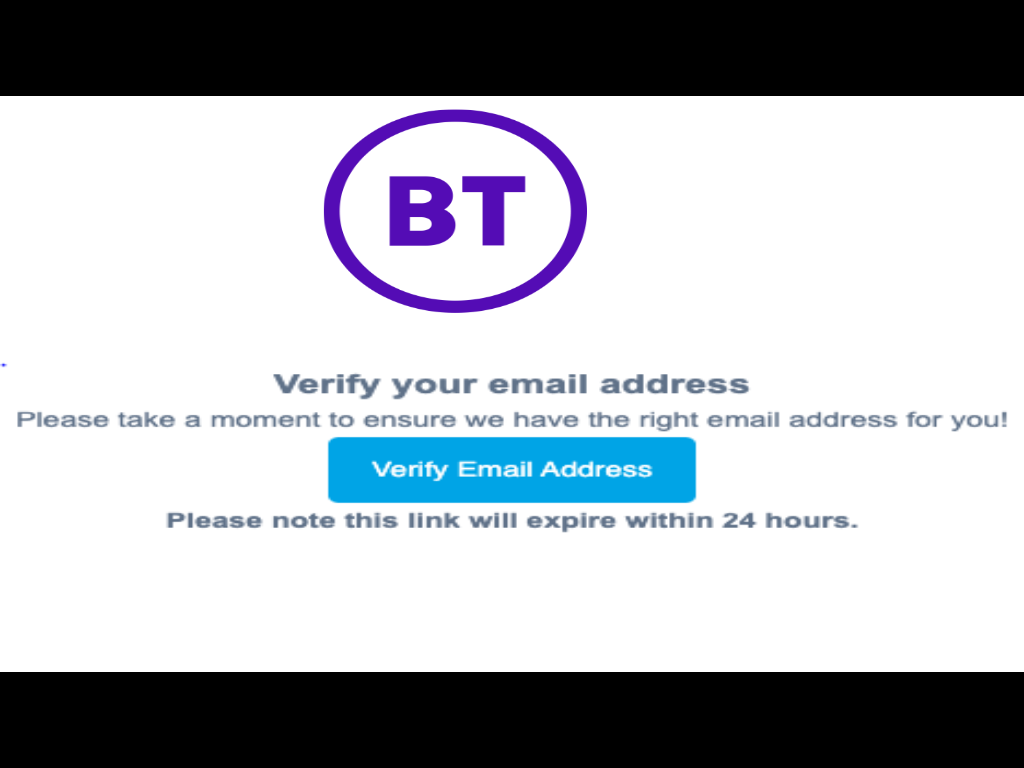 BT
Verify your email address
Please take a moment to ensure we have the right email address for you!
Verify Email Address
Please note this link will expire within 24 hours.